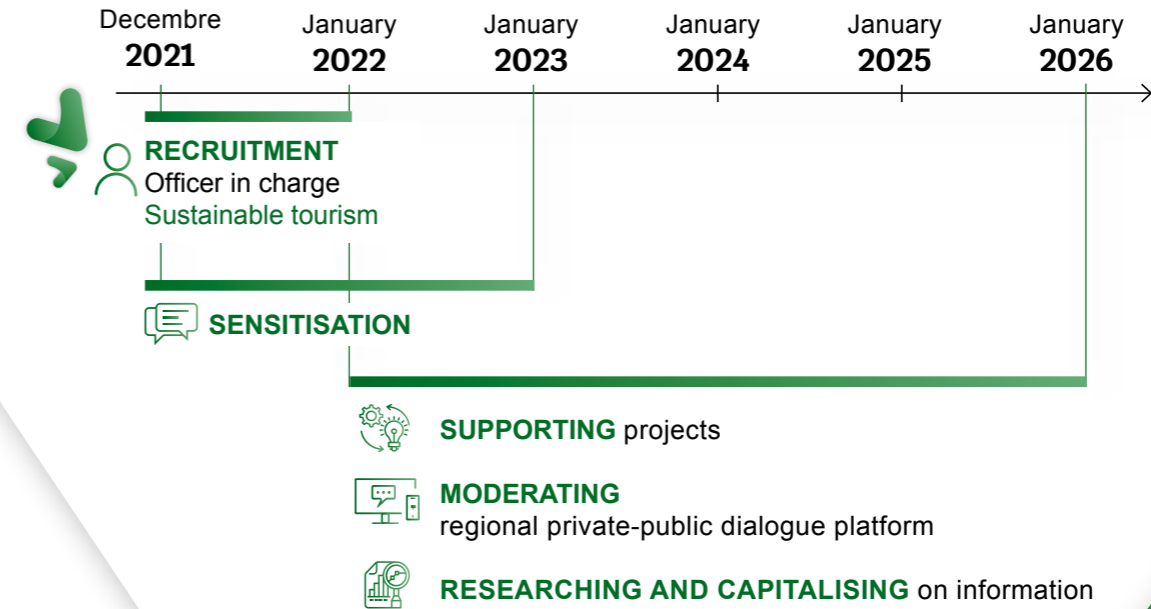 Decembre
2021
January
2022
January
2023
January
2024
January
2025
January
2026
RECRUITMENT
Officer in charge
Sustainable tourism
SENSITISATION
SUPPORTING projects
MODERATING
regional private-public dialogue platform
RESEARCHING AND CAPITALISING on information